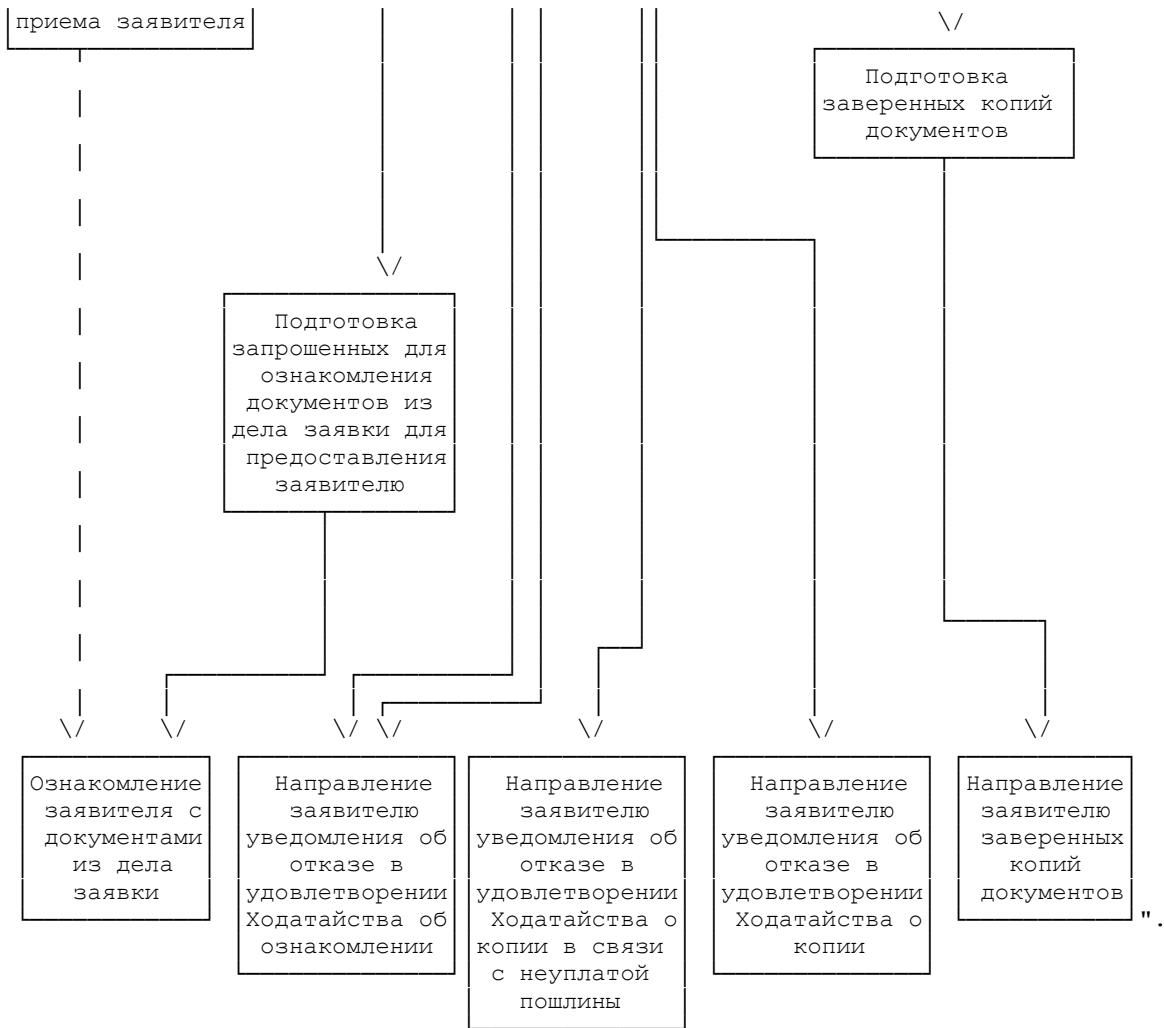 приема заявителя
Подготовка
заверенных копий
документов
Подготовка
запрошенных для
ознакомления
документов из
дела заявки для
предоставления
заявителю
Ознакомление
заявителя с
документами
из дела
заявки
Направление
заявителю
уведомления об
отказе в
удовлетворении
Ходатайства об
ознакомлении
Направление
заявителю
уведомления об
отказе в
удовлетворении
Ходатайства о
копии в связи
с неуплатой
пошлины
Направление
заявителю
уведомления об
отказе в
удовлетворении
Ходатайства о
копии
Направление
заявителю
заверенных
копий
документов
".